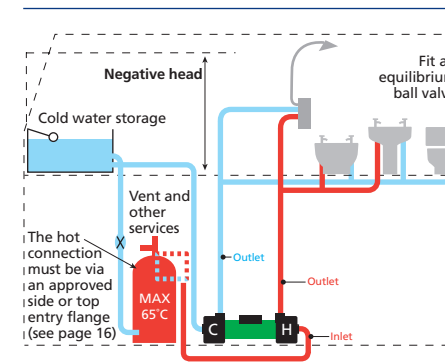 Negative head
Fit a
equilibrium
ball valv
Cold water storage
Vent and
other
services
The hot
connection
must be via
an approved
side or top
entry flange
(see page 16)
MAX
65˚C
Outlet
Outlet
C
H
Inlet